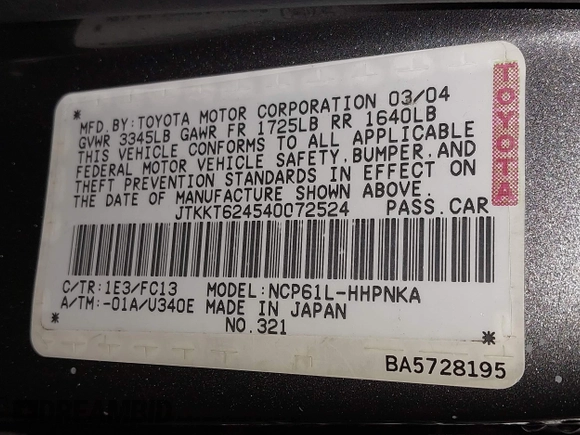 MFD.BY:TOYOTA MOTOR CORPORATION 03/04
GVWR 3345LB GAWR FR 1725LB RR 1640LB
THIS VEHICLE CONFORMS TO ALL APPLICABLE
FEDERAL MOTOR VEHICLE SAFETY,BUMPER,AND
THEFT PREVENTION STANDARDS IN EFFECT ON
THE DATE OF MANUFACTURE SHOWN ABOVE.
JTKKT624540072524 PASS.CAR
TOYOTA
C/TR:1E3/FC13 MODEL:NCP61L-HHPNKA
A/TM:-01A/U340E MADE IN JAPAN
NO.321
BA5728195